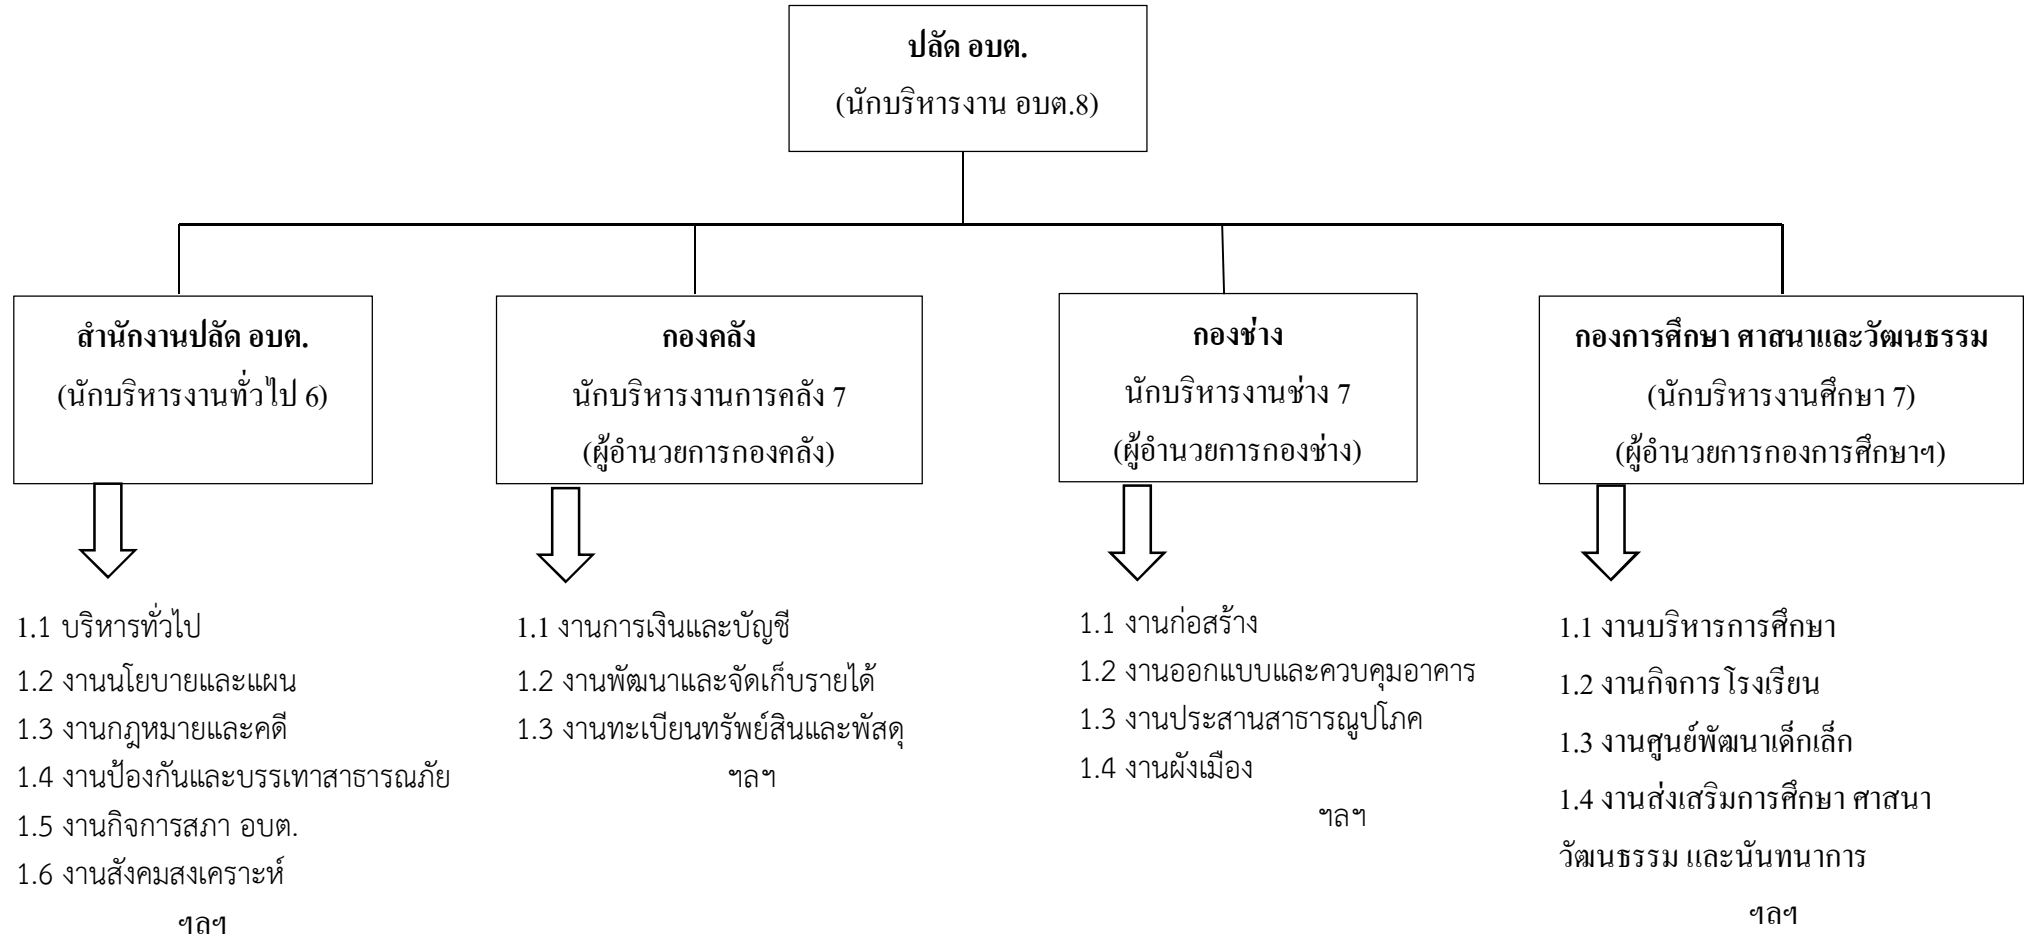 ปลัด อบต.
(นักบริหารงาน อบต.8)
สำนักงานปลัด อบต.
(นักบริหารงานทั่วไป 6)
กองคลัง
นักบริหารงานการคลัง 7
(ผู้อำนวยการกองคลัง)
กองช่าง
นักบริหารงานช่าง 7
(ผู้อำนวยการกองช่าง)
กองการศึกษา ศาสนาและวัฒนธรรม
(นักบริหารงานศึกษา 7)
(ผู้อำนวยการกองการศึกษาฯ)
1.1 บริหารทั่วไป
1.2 งานนโยบายและแผน
1.3 งานกฎหมายและคดี
1.4 งานป้องกันและบรรเทาสาธารณภัย
1.5 งานกิจการสภา อบต.
1.6 งานสังคมสงเคราะห์
ฯลฯ
1.1 งานการเงินและบัญชี
1.2 งานพัฒนาและจัดเก็บรายได้
1.3 งานทะเบียนทรัพย์สินและพัสดุ
ฯลฯ
1.1 งานก่อสร้าง
1.2 งานออกแบบและควบคุมอาคาร
1.3 งานประสานสาธารณูปโภค
1.4 งานผังเมือง
ฯลฯ
1.1 งานบริหารการศึกษา
1.2 งานกิจการโรงเรียน
1.3 งานศูนย์พัฒนาเด็กเล็ก
1.4 งานส่งเสริมการศึกษา ศาสนา
วัฒนธรรม และนันทนาการ
ฯลฯ